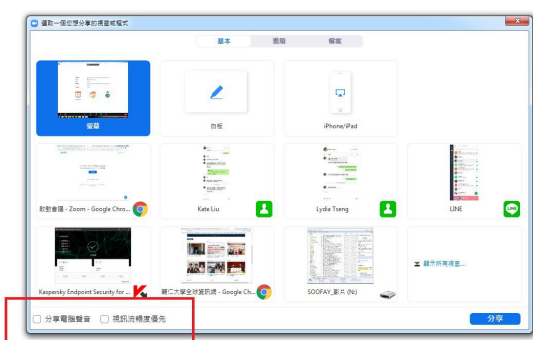 選取一個您想分享的視窗或程式
基本 進階 檔案
螢幕 白板 iPhone/iPad
啟動會議 - Zoom - Google Chro... Kate Liu Lydia Tseng LINE
Kaspersky Endpoint Security for ... 輔仁大學全球資訊網 - Google Ch... SOOFAY_影片 (N:) 顯示所有視窗...
分享電腦聲音 視訊流暢度優先 分享